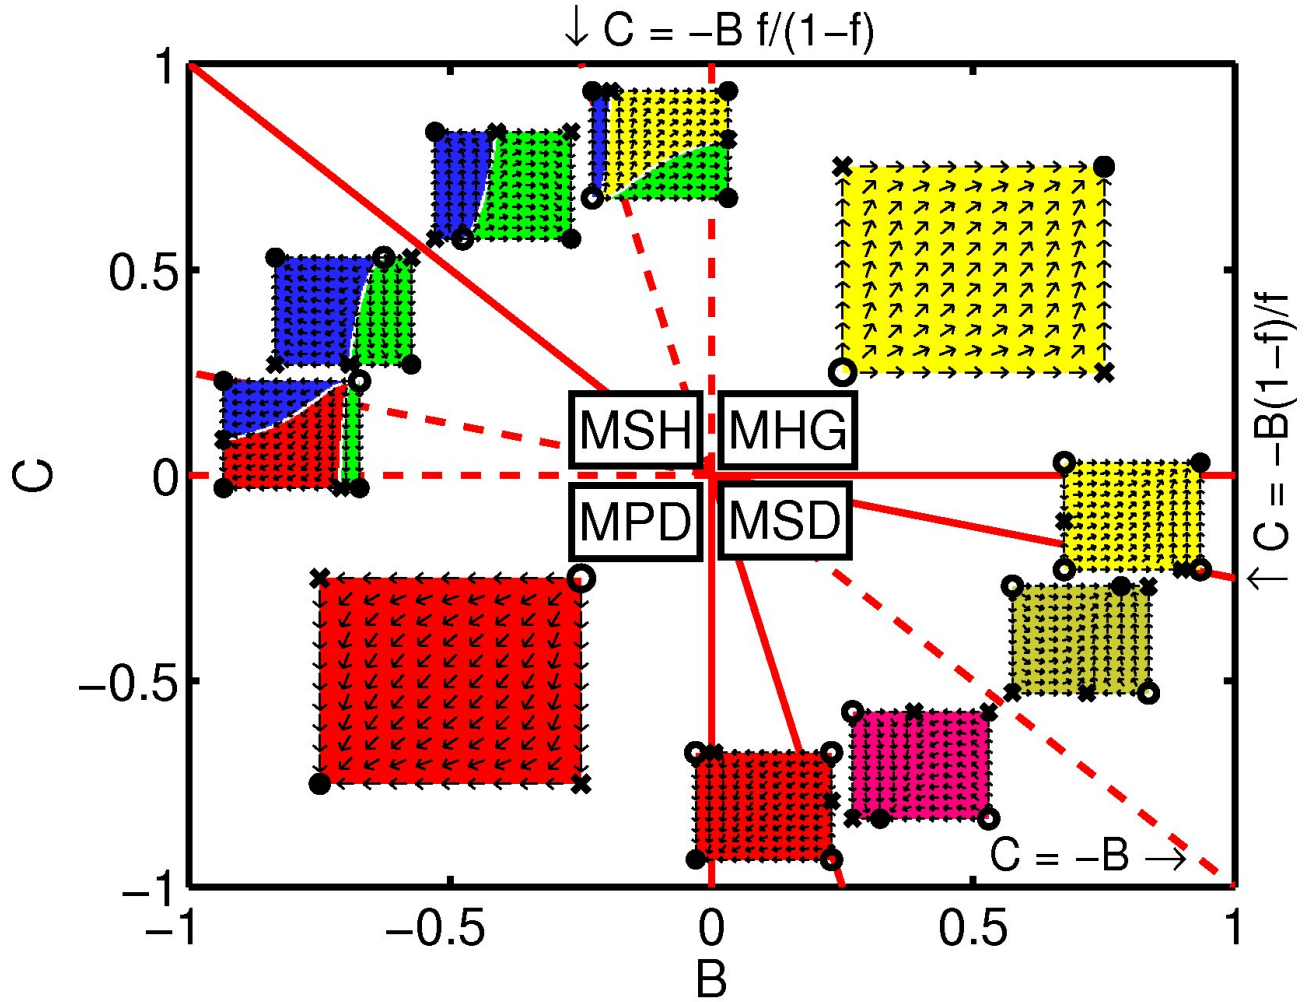 ↓ C = −B f/(1−f)
1
0.5
C
0
−0.5
−1
MSH
MHG
MPD
MSD
← C = −B(1−f)/f
C = −B →
−1
−0.5
0
0.5
1
B